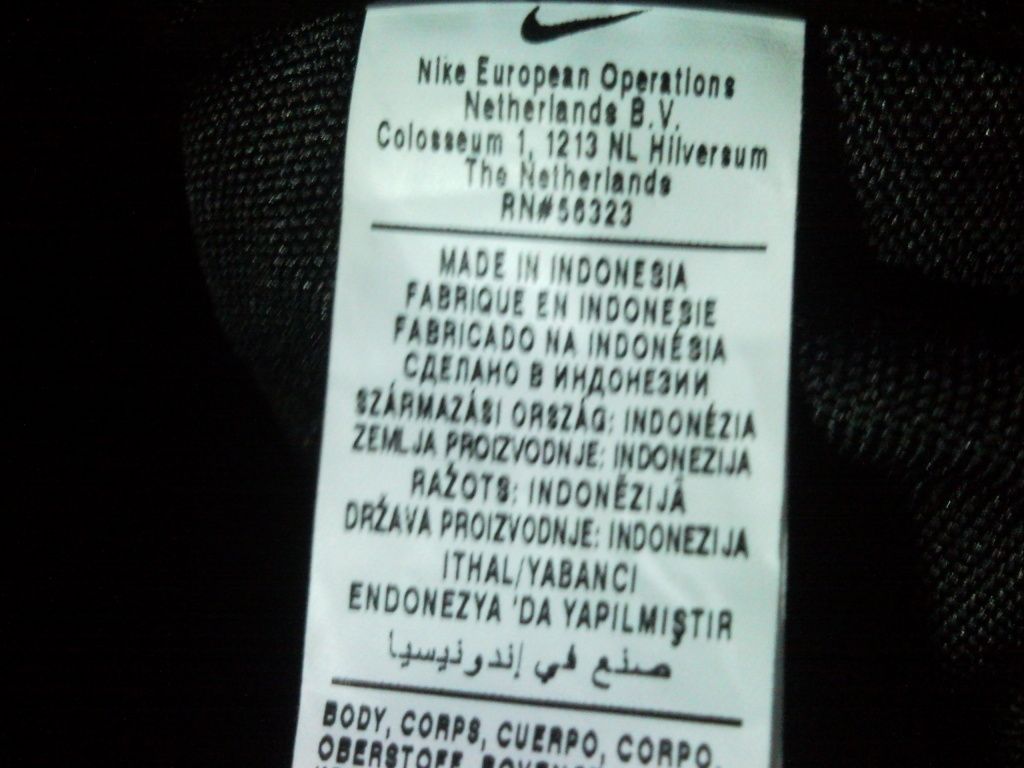 Nike European Operations
Netherlands B.V.
Colosseum 1, 1213 NL Hilversum
The Netherlands
RN#56323
MADE IN INDONESIA
FABRIQUE EN INDONESIE
FABRICADO NA INDONÉSIA
СДЕЛАНО В ИНДОНЕЗИИ
SZÁRMAZÁSI ORSZÁG: INDONÉZIA
ZEMLJA PROIZVODNJE: INDONEZIJA
RAŽOTS: INDONĒZIJĀ
DRŽAVA PROIZVODNJE: INDONEZIJA
ITHAL/YABANCI
ENDONEZYA 'DA YAPILMIŞTIR
صنع في إندونيسيا
BODY, CORPS, CUERPO, CORPO,
OBERSTOFF,